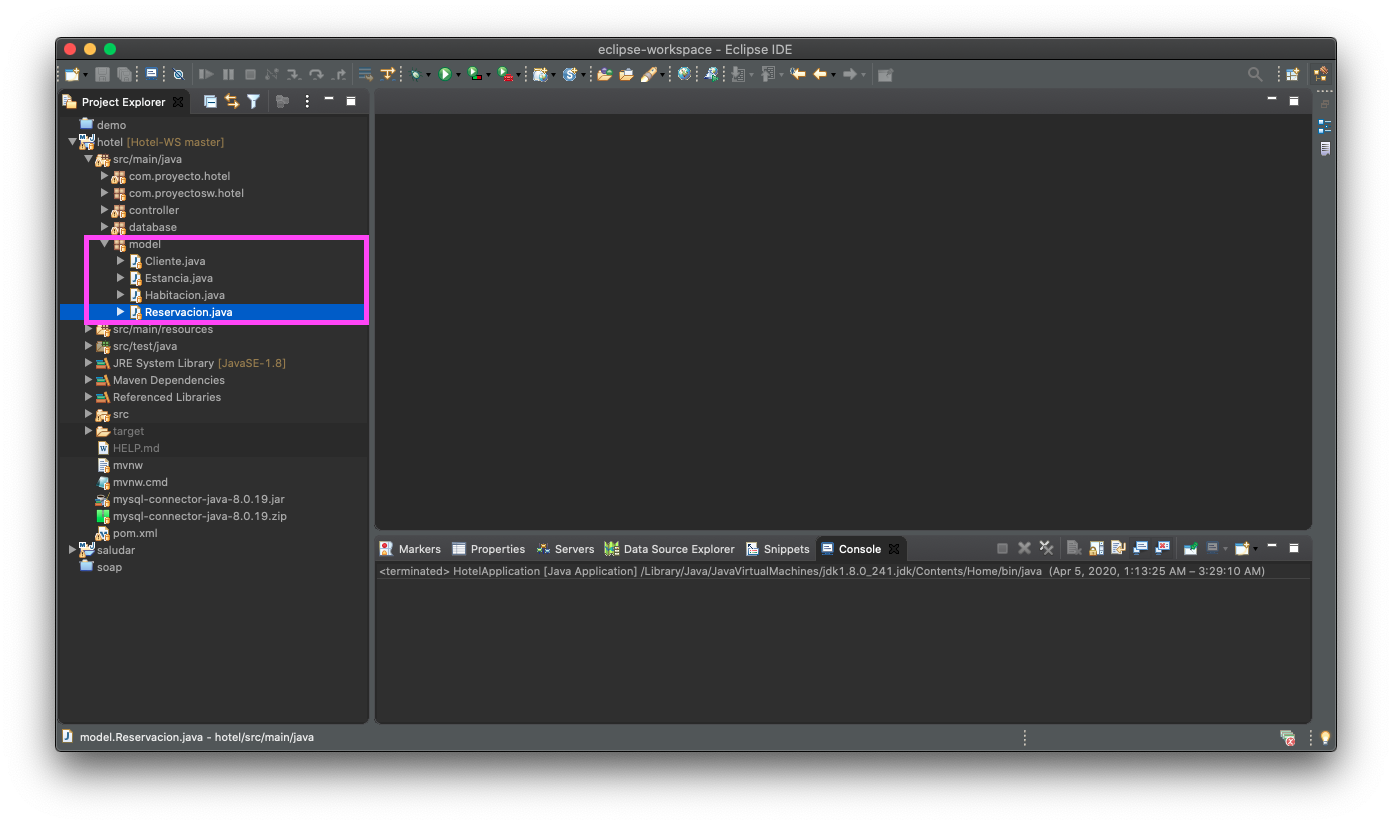 eclipse-workspace - Eclipse IDE
Project Explorer
demo
hotel [Hotel-WS master]
src/main/java
com.proyecto.hotel
com.proyectosw.hotel
controller
database
model
Cliente.java
Estancia.java
Habitacion.java
Reservacion.java
src/main/resources
src/test/java
JRE System Library [JavaSE-1.8]
Maven Dependencies
Referenced Libraries
src
target
HELP.md
mvnw
mvnw.cmd
mysql-connector-java-8.0.19.jar
mysql-connector-java-8.0.19.zip
pom.xml
saludar
soap
Markers Properties Servers Data Source Explorer Snippets Console
<terminated> HotelApplication [Java Application] /Library/Java/JavaVirtualMachines/jdk1.8.0_241.jdk/Contents/Home/bin/java (Apr 5, 2020, 1:13:25 AM – 3:29:10 AM)
model.Reservacion.java - hotel/src/main/java